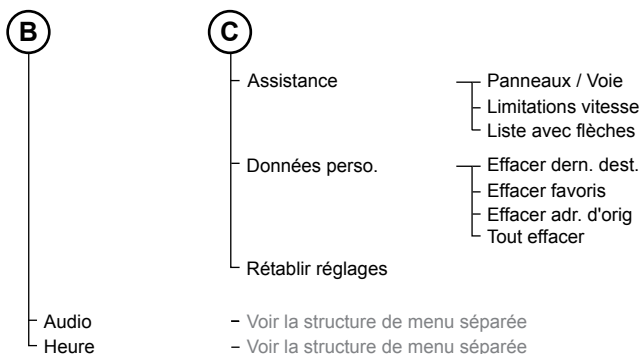 B
C
Assistance
Panneaux / Voie
Limitations vitesse
Liste avec flèches
Données perso.
Effacer dern. dest.
Effacer favoris
Effacer adr. d'orig
Tout effacer
Rétablir réglages
Audio – Voir la structure de menu séparée
Heure – Voir la structure de menu séparée